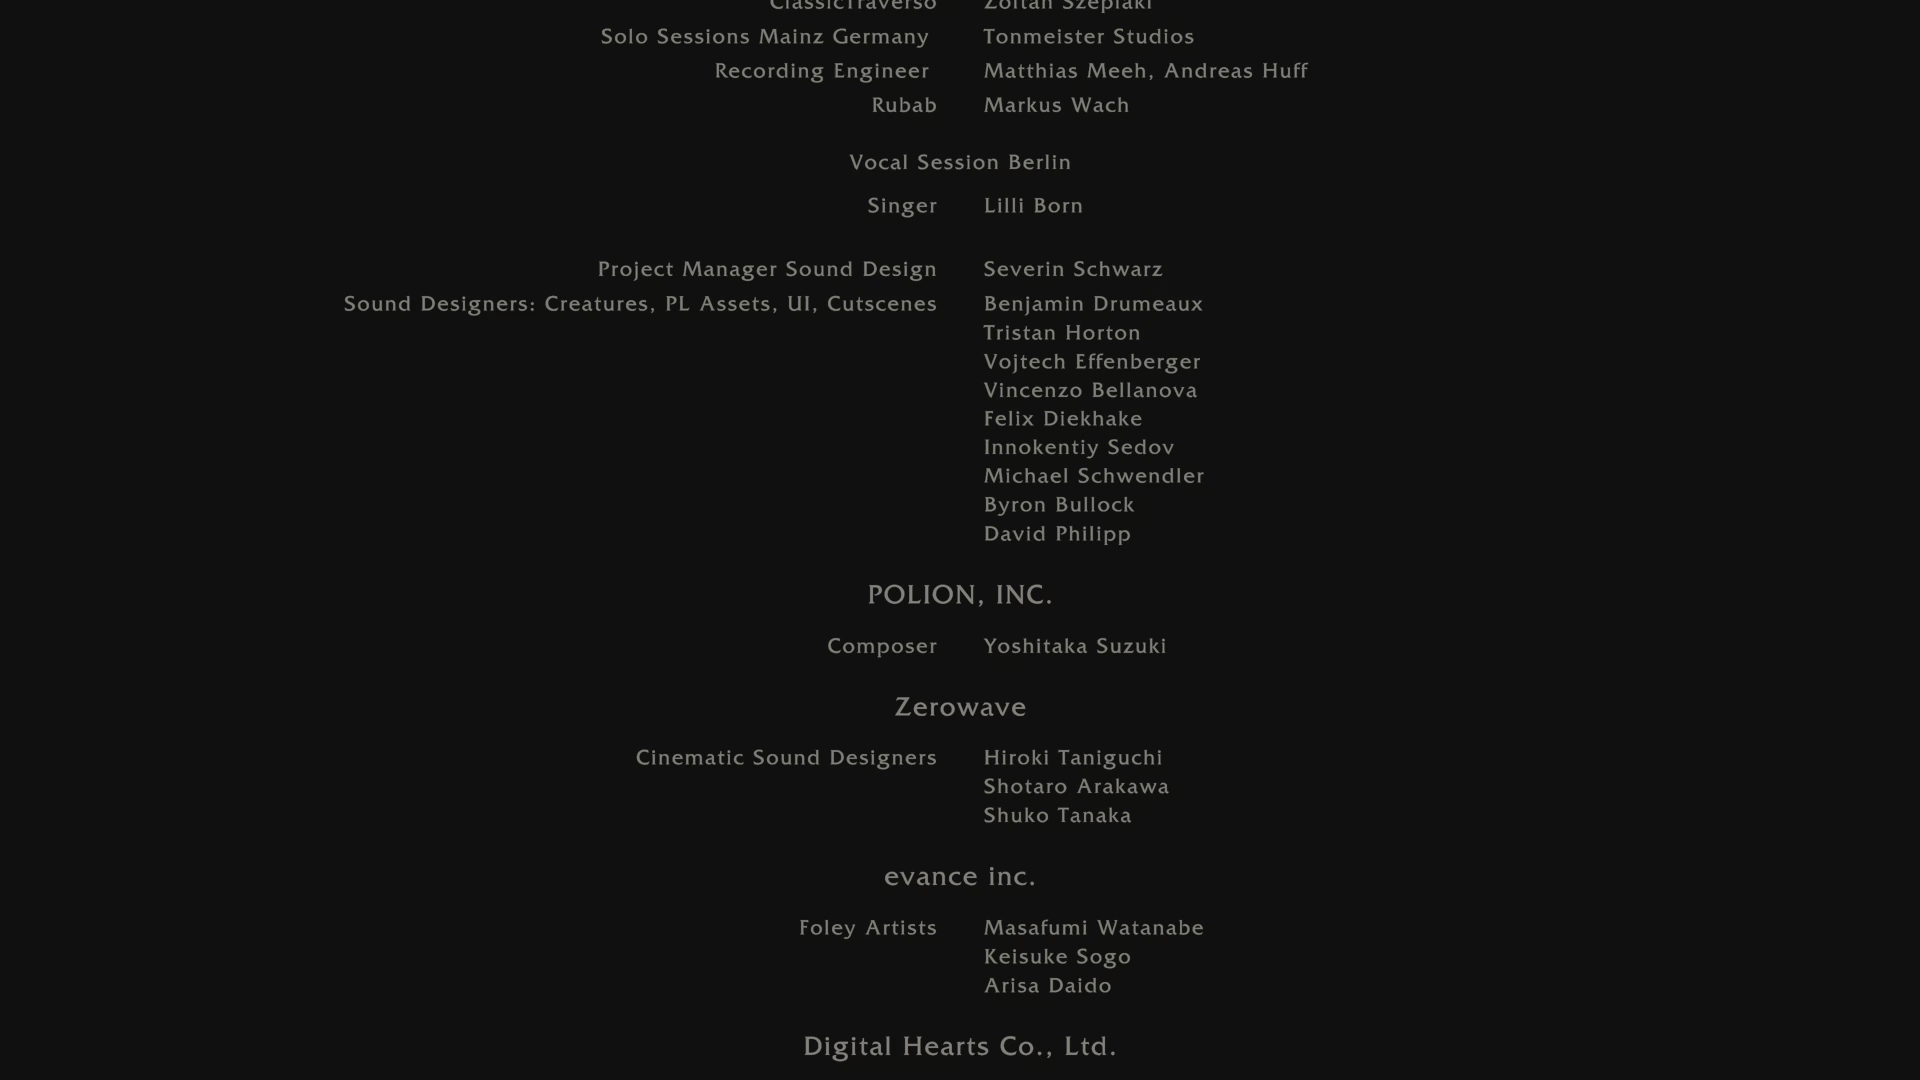 ClassicTraverso Zoltan Szeplaki
Solo Sessions Mainz Germany Tonmeister Studios
Recording Engineer Matthias Meeh, Andreas Huff
Rubab Markus Wach
Vocal Session Berlin
Singer Lilli Born
Project Manager Sound Design Severin Schwarz
Sound Designers: Creatures, PL Assets, UI, Cutscenes Benjamin Drumeaux
Tristan Horton
Vojtech Effenberger
Vincenzo Bellanova
Felix Diekhake
Innokentiy Sedov
Michael Schwendler
Byron Bullock
David Philipp
POLION, INC.
Composer Yoshitaka Suzuki
Zerowave
Cinematic Sound Designers Hiroki Taniguchi
Shotaro Arakawa
Shuko Tanaka
evance inc.
Foley Artists Masafumi Watanabe
Keisuke Sogo
Arisa Daido
Digital Hearts Co., Ltd.